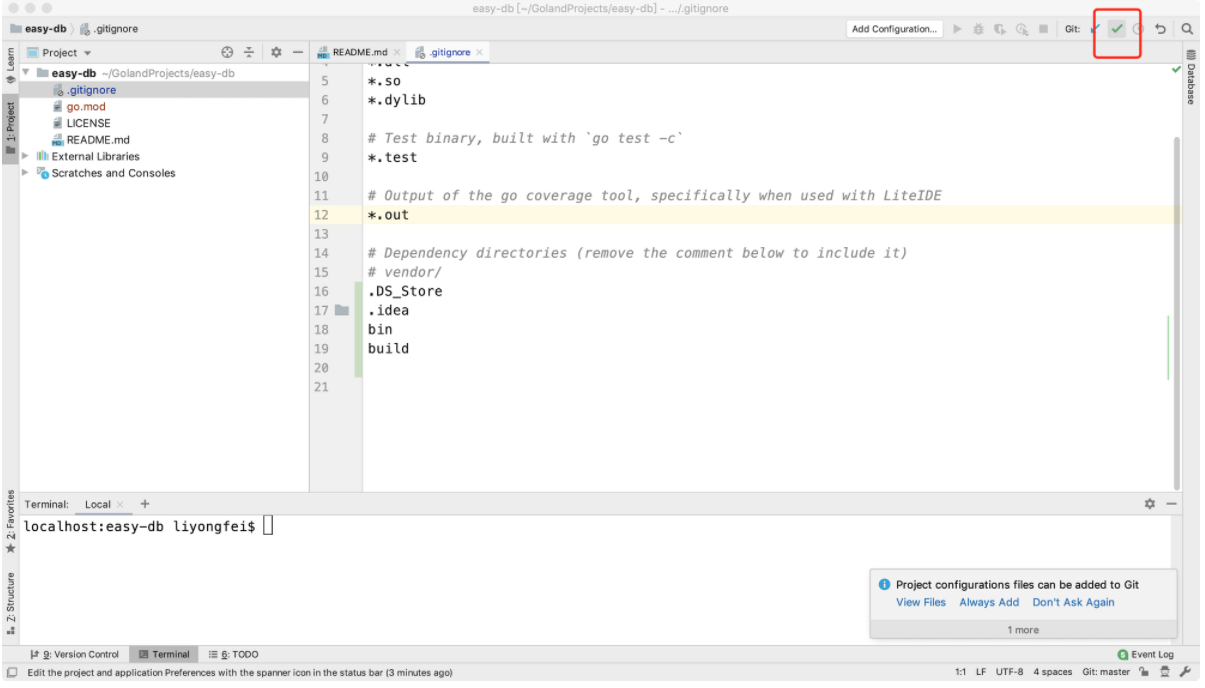 easy-db [~/GolandProjects/easy-db] - .../.gitignore
easy-db .gitignore
Add Configuration...
Git:
Learn
1: Project
2: Favorites
Z: Structure
Database
Project
easy-db ~/GolandProjects/easy-db
.gitignore
go.mod
LICENSE
README.md
External Libraries
Scratches and Consoles
README.md .gitignore
5 *.so
6 *.dylib
7
8 # Test binary, built with `go test -c`
9 *.test
10
11 # Output of the go coverage tool, specifically when used with LiteIDE
12 *.out
13
14 # Dependency directories (remove the comment below to include it)
15 # vendor/
16 .DS_Store
17 .idea
18 bin
19 build
20
21
Terminal: Local +
localhost:easy-db liyongfei$
Project configurations files can be added to Git
View Files Always Add Don't Ask Again
1 more
9: Version Control Terminal 6: TODO
Event Log
Edit the project and application Preferences with the spanner icon in the status bar (3 minutes ago)
1:1 LF UTF-8 4 spaces Git: master